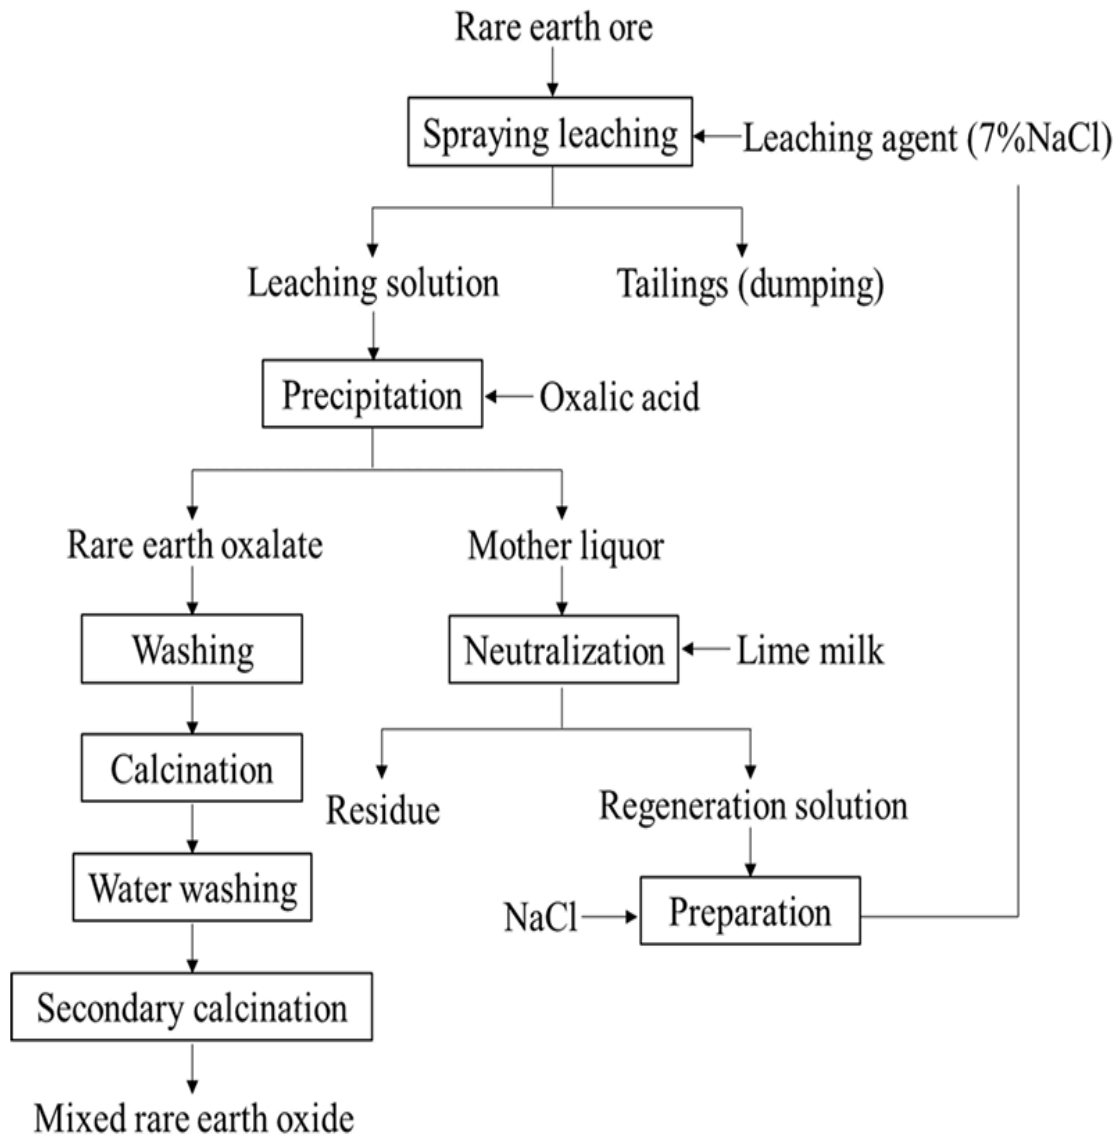 Rare earth ore
Spraying leaching
Leaching agent (7%NaCl)
Leaching solution
Tailings (dumping)
Precipitation
Oxalic acid
Rare earth oxalate
Mother liquor
Washing
Neutralization
Lime milk
Calcination
Residue
Regeneration solution
Water washing
NaCl
Preparation
Secondary calcination
Mixed rare earth oxide